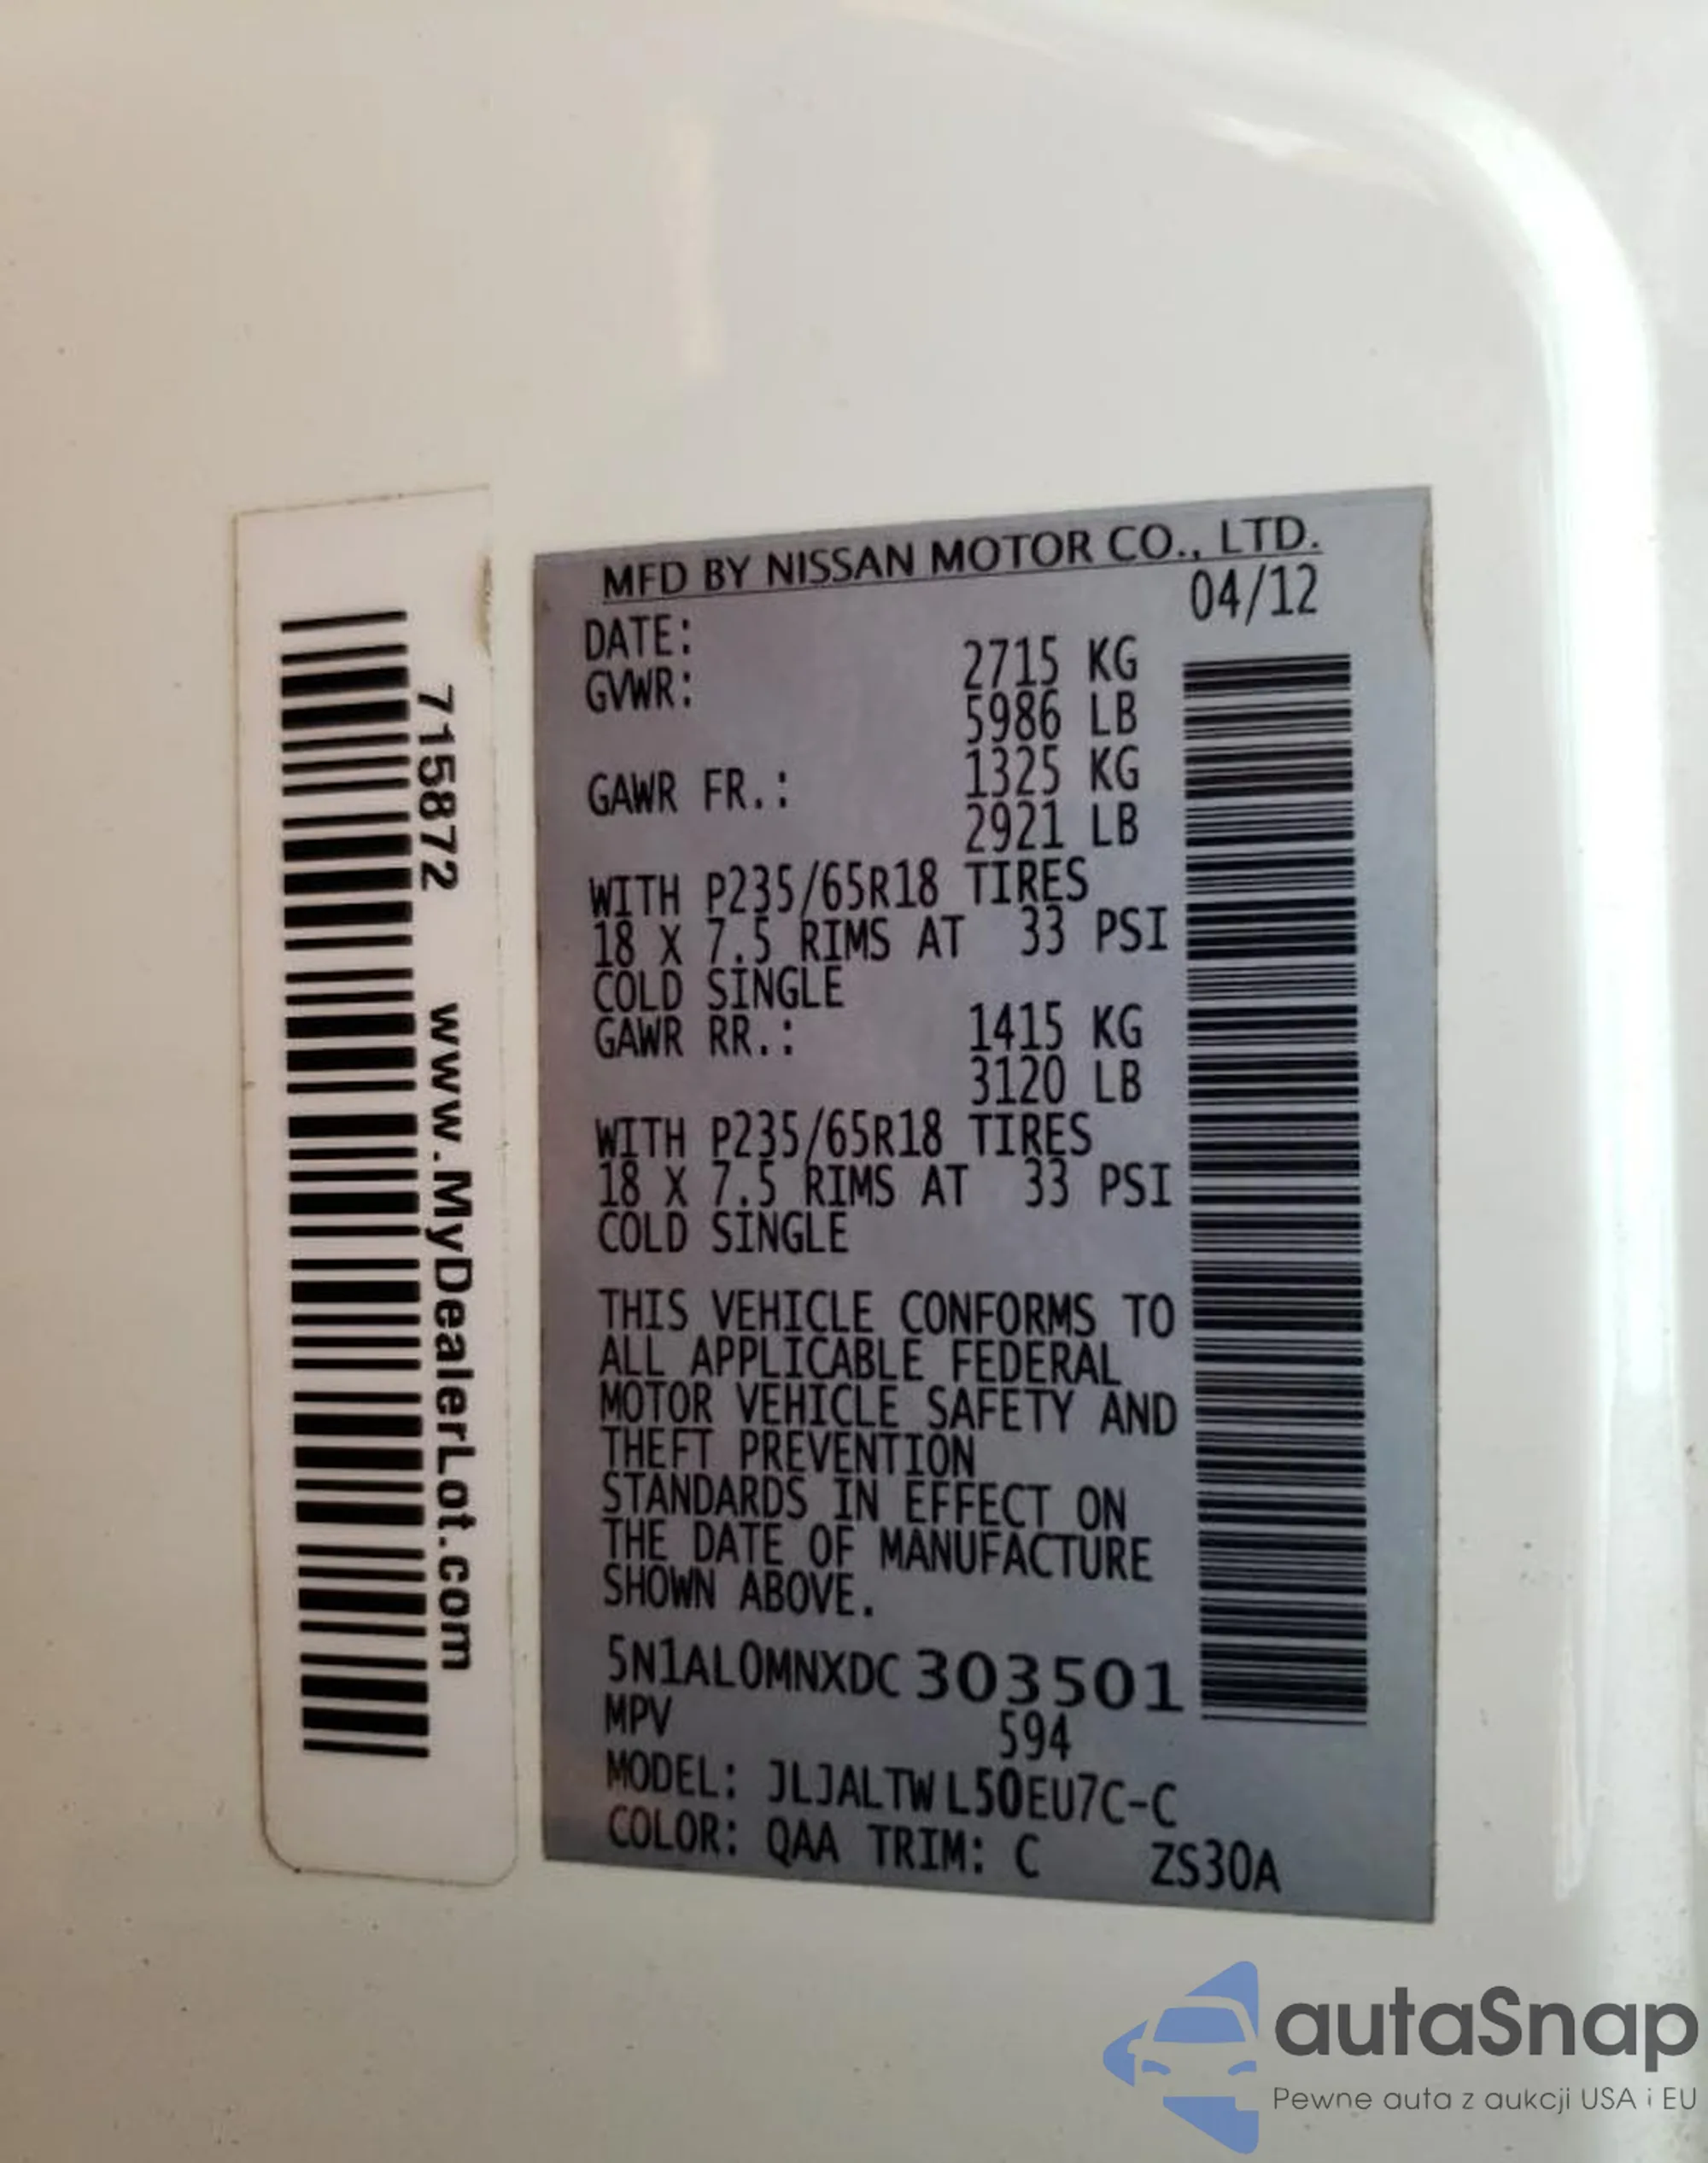 715872 www.MyDealerLot.com
MFD BY NISSAN MOTOR CO., LTD.
DATE: 04/12
GVWR: 2715 KG
5986 LB
GAWR FR.: 1325 KG
2921 LB
WITH P235/65R18 TIRES
18 X 7.5 RIMS AT 33 PSI
COLD SINGLE
GAWR RR.: 1415 KG
3120 LB
WITH P235/65R18 TIRES
18 X 7.5 RIMS AT 33 PSI
COLD SINGLE
THIS VEHICLE CONFORMS TO
ALL APPLICABLE FEDERAL
MOTOR VEHICLE SAFETY AND
THEFT PREVENTION
STANDARDS IN EFFECT ON
THE DATE OF MANUFACTURE
SHOWN ABOVE.
5N1AL0MNXDC 303501
MPV 594
MODEL: JLJALTW L50EU7C-C
COLOR: QAA TRIM: C ZS30A
autaSnap
Pewne auta z aukcji USA i EU